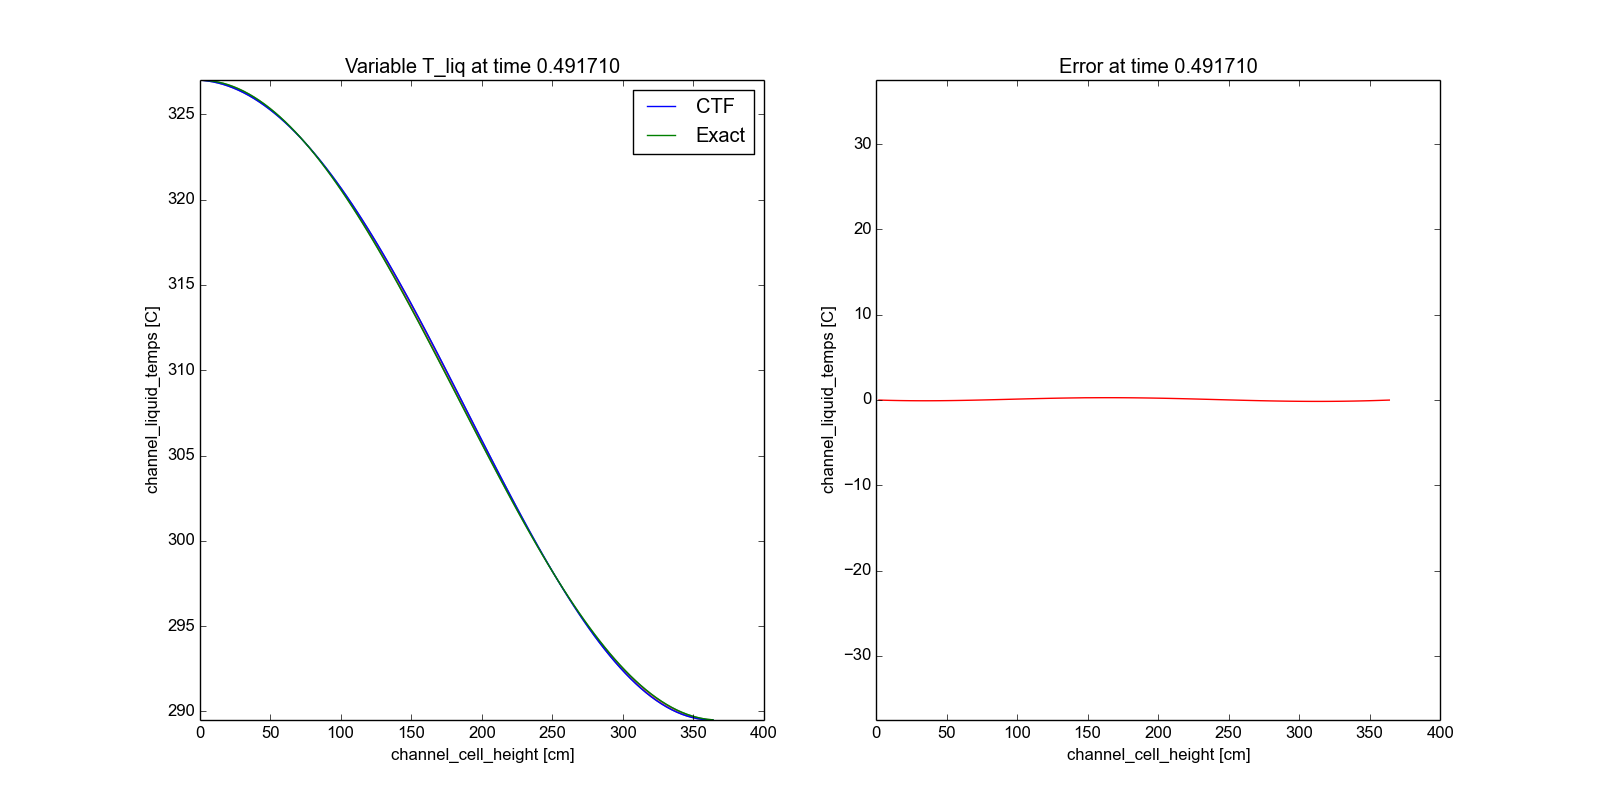 Variable T_liq at time 0.491710
CTF
Exact
325
320
315
310
305
300
295
290
channel_liquid_temps [C]
0 50 100 150 200 250 300 350 400
channel_cell_height [cm]
Error at time 0.491710
30
20
10
0
−10
−20
−30
channel_liquid_temps [C]
0 50 100 150 200 250 300 350 400
channel_cell_height [cm]